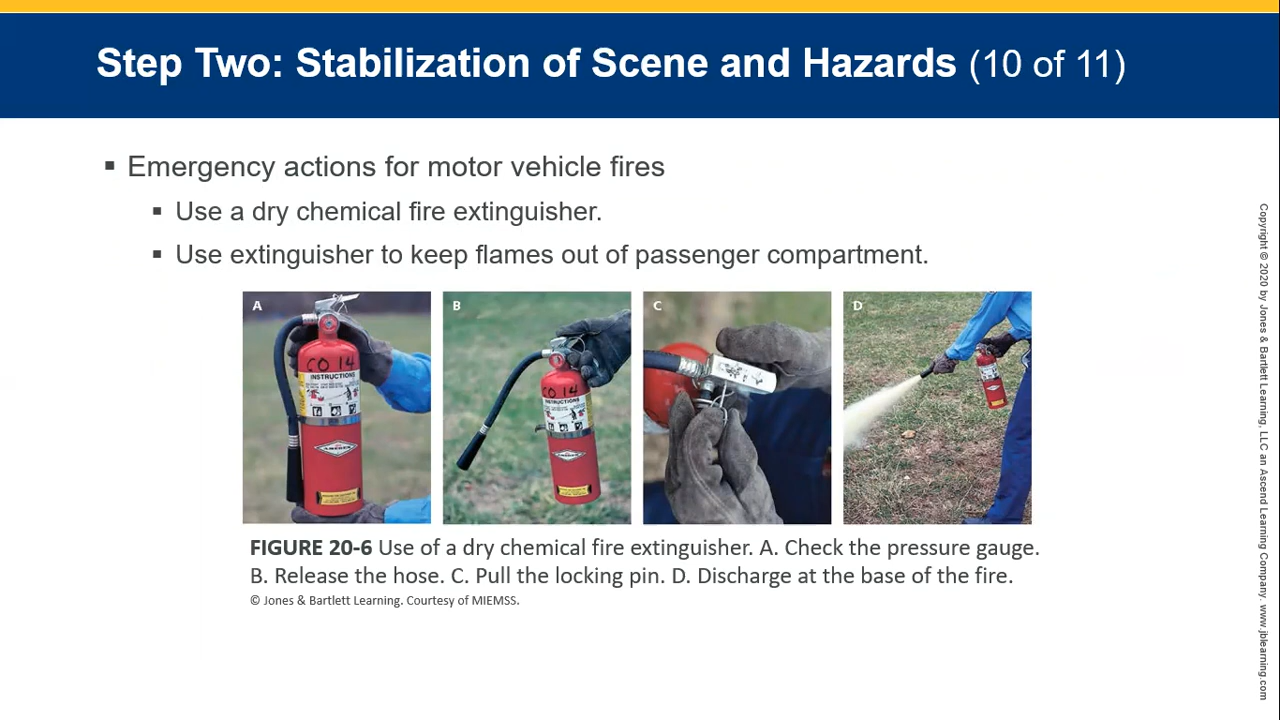 Step Two: Stabilization of Scene and Hazards (10 of 11)
▪ Emergency actions for motor vehicle fires
▪ Use a dry chemical fire extinguisher.
▪ Use extinguisher to keep flames out of passenger compartment.
A
CO 14
INSTRUCTIONS
B
CO 14
INSTRUCTIONS
C
D
FIGURE 20-6 Use of a dry chemical fire extinguisher. A. Check the pressure gauge.
B. Release the hose. C. Pull the locking pin. D. Discharge at the base of the fire.
© Jones & Bartlett Learning. Courtesy of MIEMSS.
Copyright © 2020 by Jones & Bartlett Learning, LLC an Ascend Learning Company. www.jblearning.com